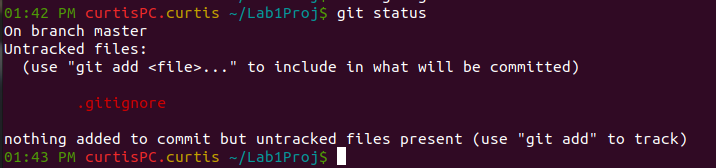 01:42 PM curtisPC.curtis ~/Lab1Proj$ git status
On branch master
Untracked files:
(use "git add <file>..." to include in what will be committed)
.gitignore
nothing added to commit but untracked files present (use "git add" to track)
01:43 PM curtisPC.curtis ~/Lab1Proj$